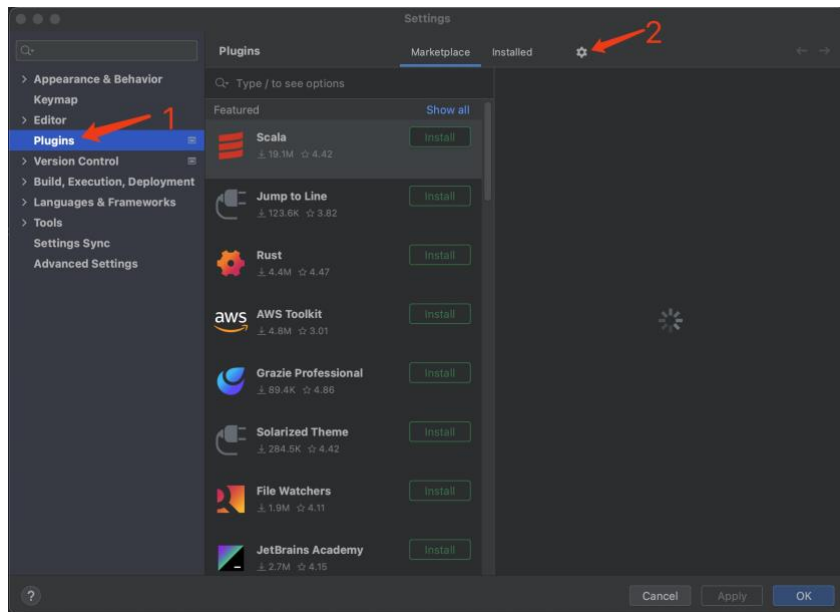 Settings
Plugins
Marketplace
Installed
2
Appearance & Behavior
Keymap
Editor
1
Plugins
Version Control
Build, Execution, Deployment
Languages & Frameworks
Tools
Settings Sync
Advanced Settings
Type / to see options
Featured
Show all
Scala
Install
19.1M 4.42
Jump to Line
Install
123.6K 3.82
Rust
Install
4.4M 4.47
aws
AWS Toolkit
Install
4.8M 3.01
Grazie Professional
Install
89.4K 4.86
Solarized Theme
Install
284.5K 4.42
File Watchers
Install
1.9M 4.11
JetBrains Academy
Install
2.7M 4.15
?
Cancel
Apply
OK